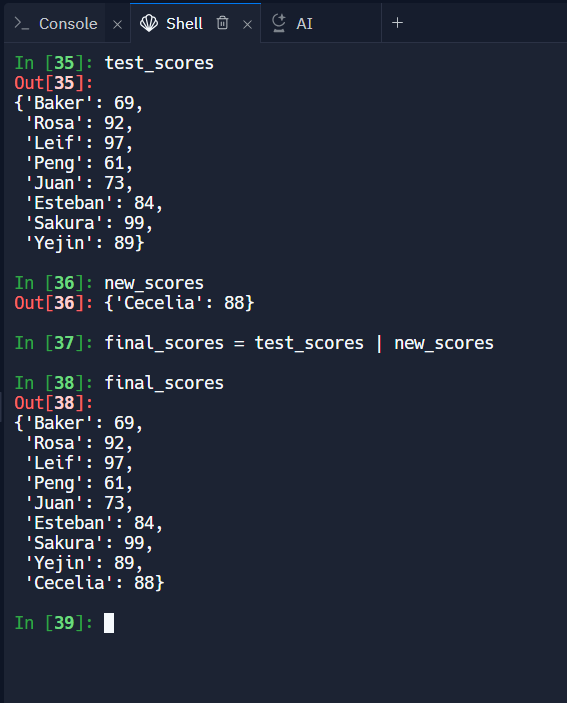 Console × Shell × AI +
In [35]: test_scores
Out[35]:
{'Baker': 69,
 'Rosa': 92,
 'Leif': 97,
 'Peng': 61,
 'Juan': 73,
 'Esteban': 84,
 'Sakura': 99,
 'Yejin': 89}
In [36]: new_scores
Out[36]: {'Cecelia': 88}
In [37]: final_scores = test_scores | new_scores
In [38]: final_scores
Out[38]:
{'Baker': 69,
 'Rosa': 92,
 'Leif': 97,
 'Peng': 61,
 'Juan': 73,
 'Esteban': 84,
 'Sakura': 99,
 'Yejin': 89,
 'Cecelia': 88}
In [39]: